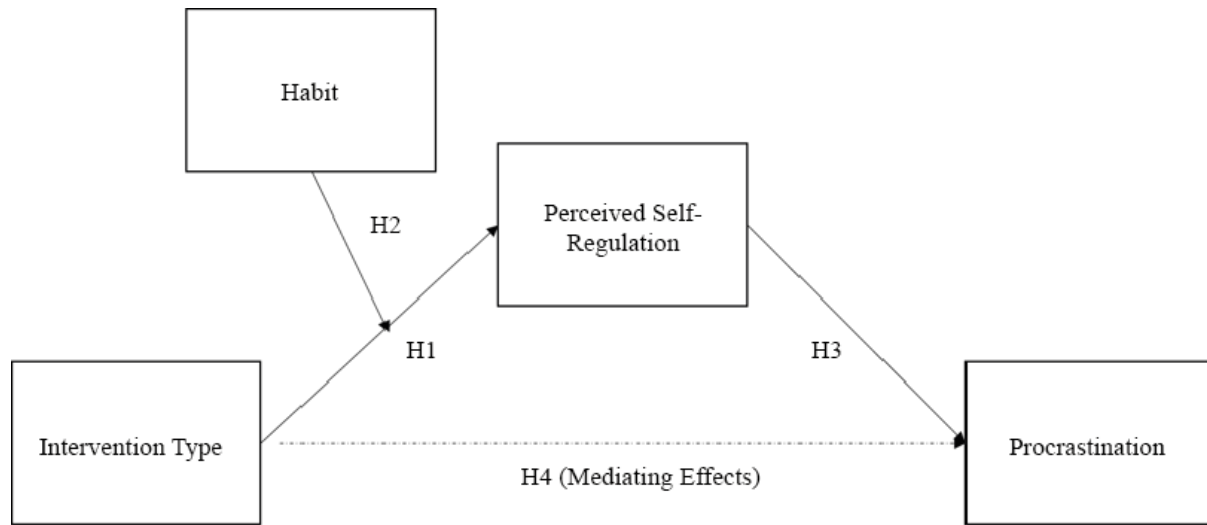 Habit
H2
Perceived Self-
Regulation
H1
H3
Intervention Type
Procrastination
H4 (Mediating Effects)